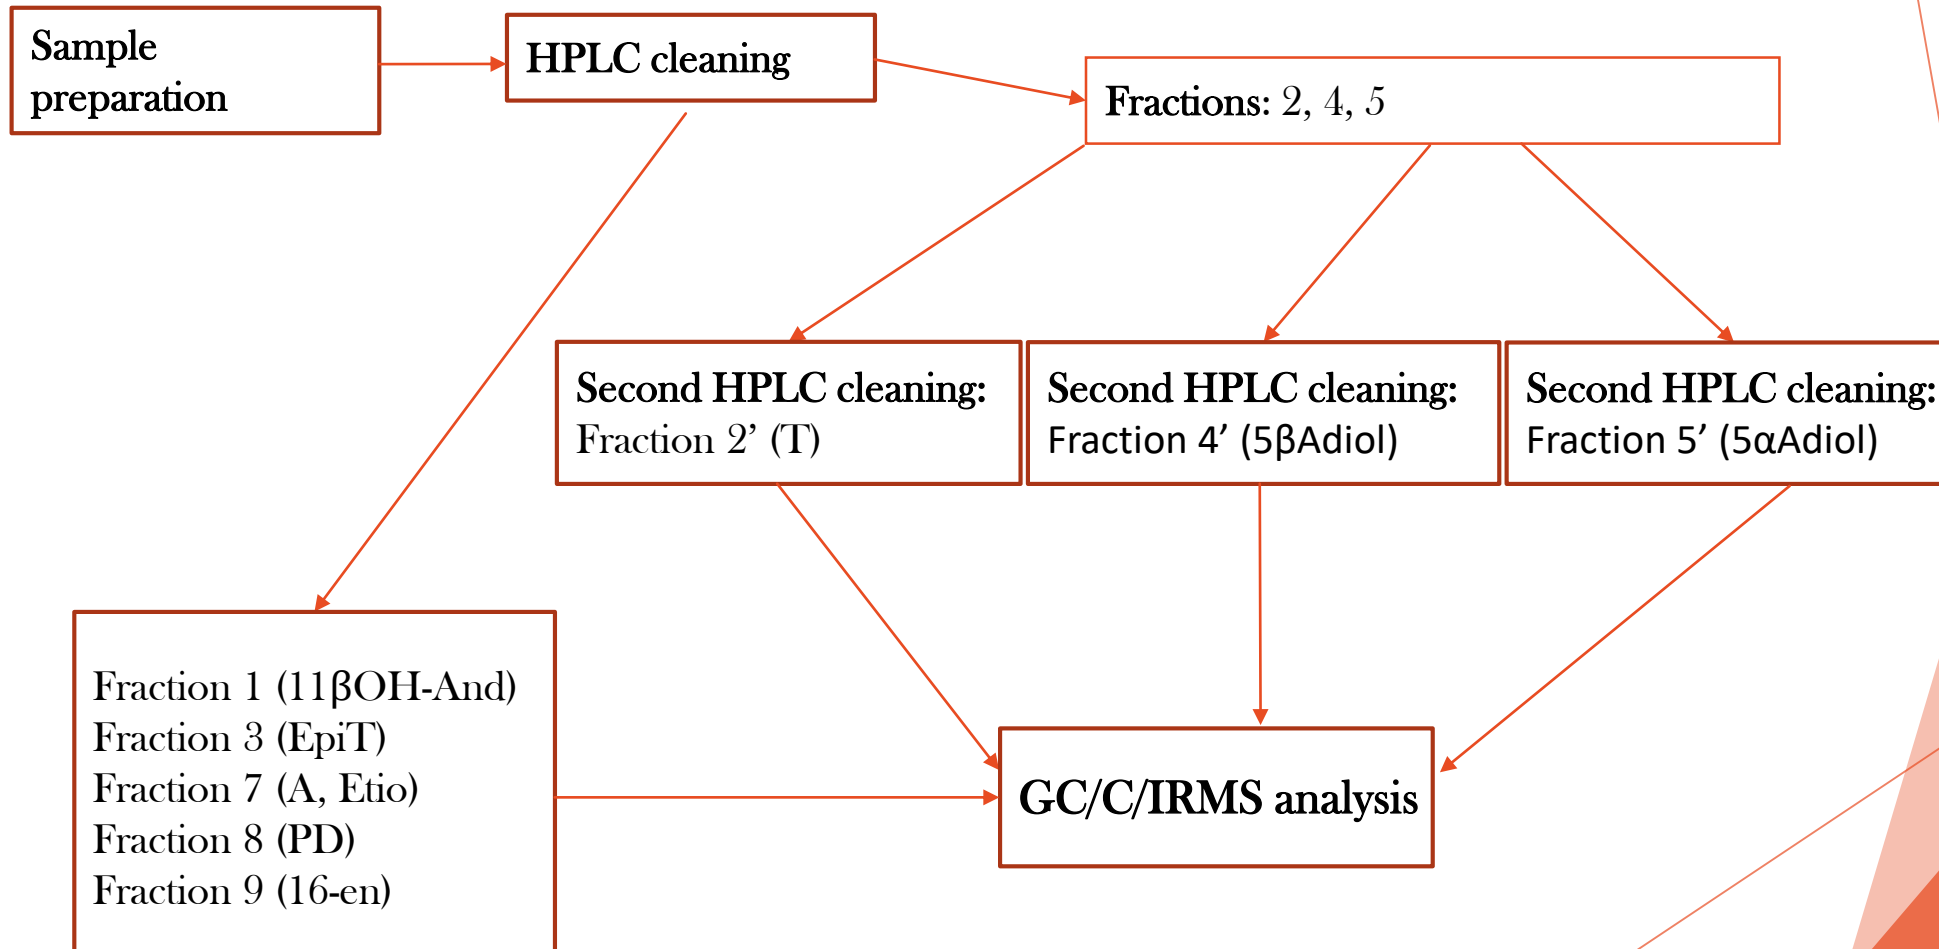 Sample
preparation
HPLC cleaning
Fractions: 2, 4, 5
Second HPLC cleaning:
Fraction 2’ (T)
Second HPLC cleaning:
Fraction 4’ (5βAdiol)
Second HPLC cleaning:
Fraction 5’ (5αAdiol)
Fraction 1 (11βOH-And)
Fraction 3 (EpiT)
Fraction 7 (A, Etio)
Fraction 8 (PD)
Fraction 9 (16-en)
GC/C/IRMS analysis